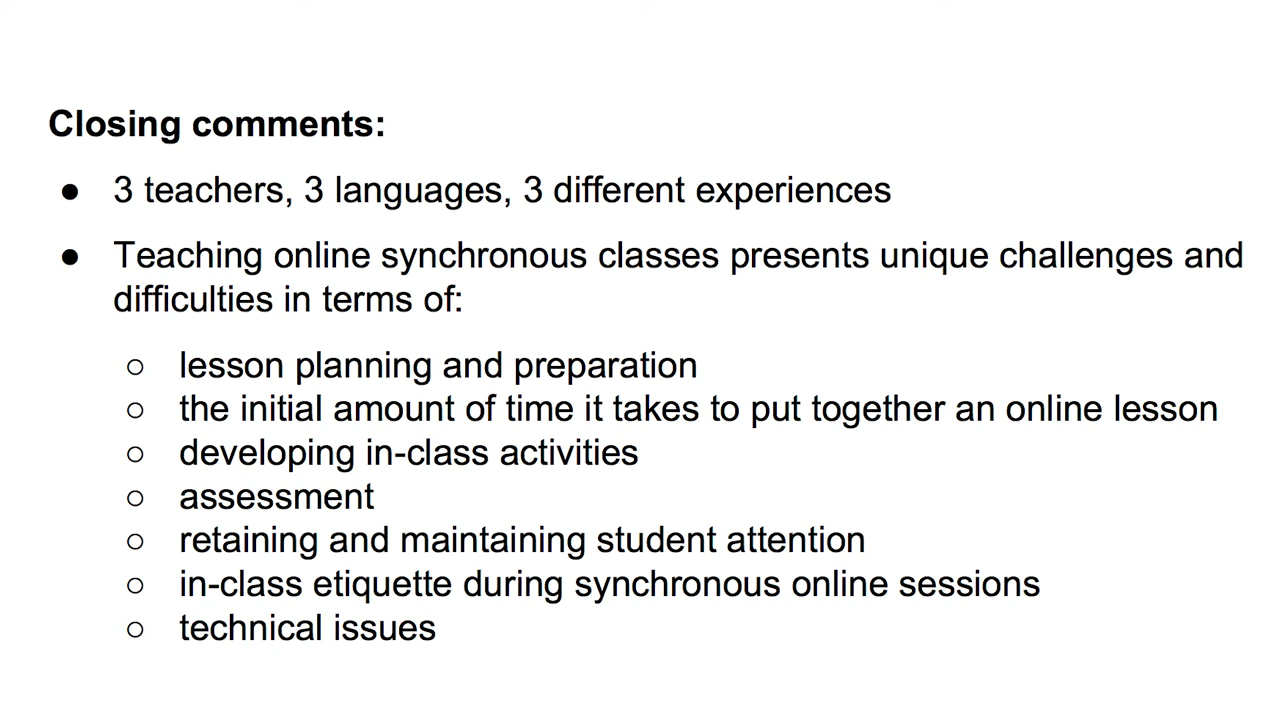 Closing comments:
● 3 teachers, 3 languages, 3 different experiences
● Teaching online synchronous classes presents unique challenges and
difficulties in terms of:
○ lesson planning and preparation
○ the initial amount of time it takes to put together an online lesson
○ developing in-class activities
○ assessment
○ retaining and maintaining student attention
○ in-class etiquette during synchronous online sessions
○ technical issues